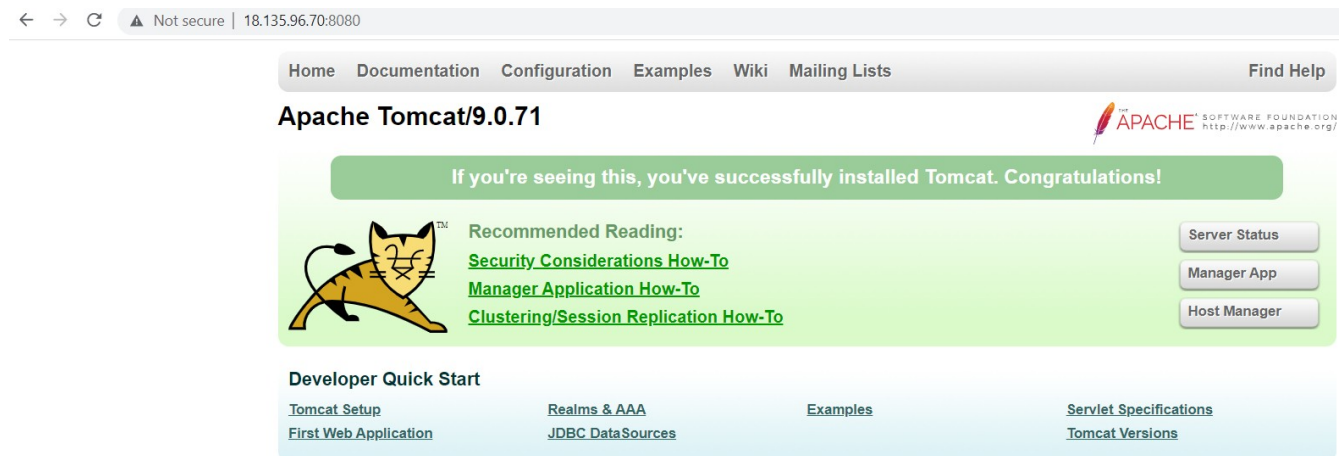 Not secure | 18.135.96.70:8080
Home Documentation Configuration Examples Wiki Mailing Lists Find Help
Apache Tomcat/9.0.71
THE
APACHE SOFTWARE FOUNDATION
http://www.apache.org/
If you're seeing this, you've successfully installed Tomcat. Congratulations!
TM
Recommended Reading:
Security Considerations How-To
Manager Application How-To
Clustering/Session Replication How-To
Server Status
Manager App
Host Manager
Developer Quick Start
Tomcat Setup Realms & AAA Examples Servlet Specifications
First Web Application JDBC DataSources Tomcat Versions